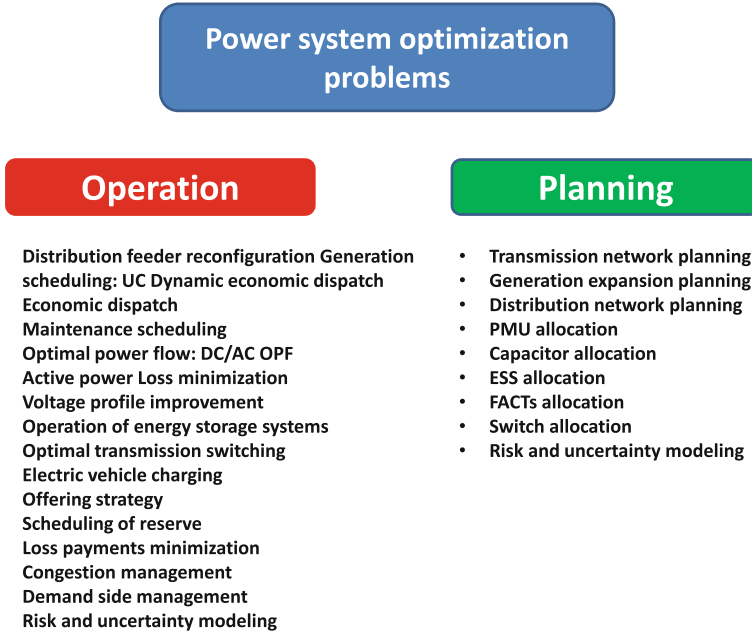 Power system optimization
problems
Operation
Distribution feeder reconfiguration Generation
scheduling: UC Dynamic economic dispatch
Economic dispatch
Maintenance scheduling
Optimal power flow: DC/AC OPF
Active power Loss minimization
Voltage profile improvement
Operation of energy storage systems
Optimal transmission switching
Electric vehicle charging
Offering strategy
Scheduling of reserve
Loss payments minimization
Congestion management
Demand side management
Risk and uncertainty modeling
Planning
• Transmission network planning
• Generation expansion planning
• Distribution network planning
• PMU allocation
• Capacitor allocation
• ESS allocation
• FACTs allocation
• Switch allocation
• Risk and uncertainty modeling